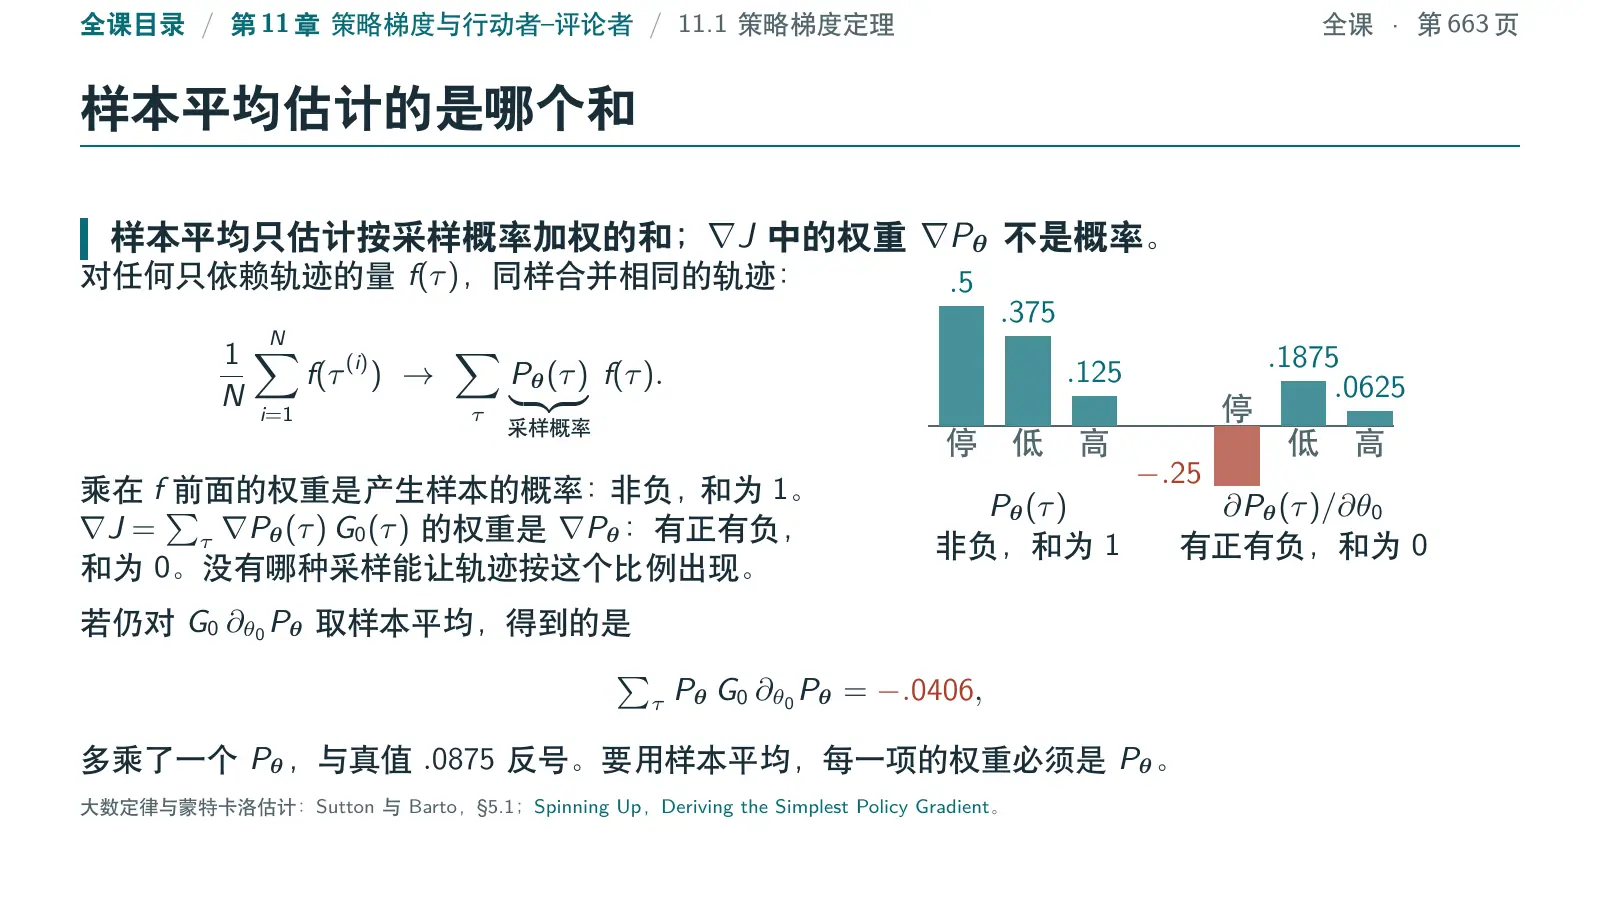 全课目录 / 第 11 章 策略梯度与行动者–评论者 / 11.1 策略梯度定理
全课 · 第 663 页
样本平均估计的是哪个和
样本平均只估计按采样概率加权的和；∇J 中的权重 ∇P_θ 不是概率。
对任何只依赖轨迹的量 f(τ)，同样合并相同的轨迹：
1/N ∑_{i=1}^{N} f(τ^{(i)}) → ∑_τ P_θ(τ) f(τ).
采样概率
乘在 f 前面的权重是产生样本的概率：非负，和为 1。
∇J = ∑_τ ∇P_θ(τ) G_0(τ) 的权重是 ∇P_θ：有正有负，
和为 0。没有哪种采样能让轨迹按这个比例出现。
.5
.375
.125
停 低 高
P_θ(τ)
非负，和为 1
.1875
.0625
停
低 高
−.25
∂P_θ(τ)/∂θ_0
有正有负，和为 0
若仍对 G_0 ∂_{θ_0} P_θ 取样本平均，得到的是
∑_τ P_θ G_0 ∂_{θ_0} P_θ = −.0406,
多乘了一个 P_θ，与真值 .0875 反号。要用样本平均，每一项的权重必须是 P_θ。
大数定律与蒙特卡洛估计：Sutton 与 Barto，§5.1；Spinning Up，Deriving the Simplest Policy Gradient。